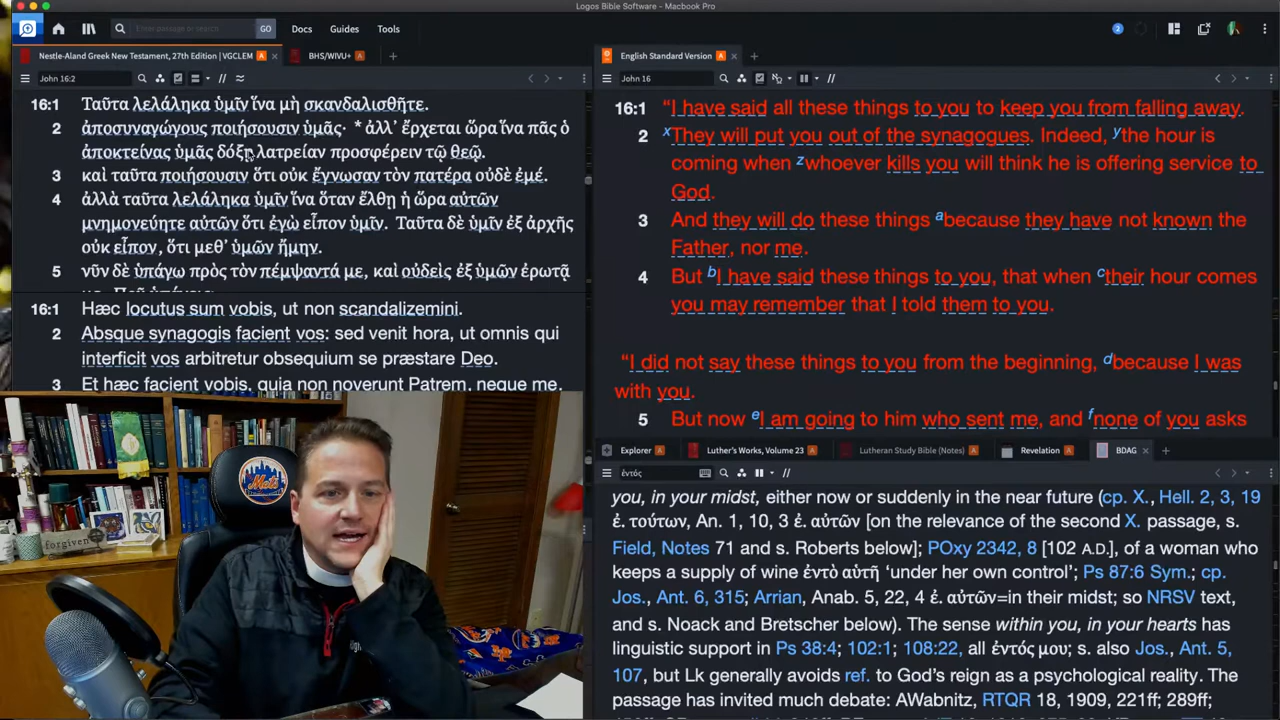 Logos Bible Software - Macbook Pro
Enter passage or search
GO
Docs
Guides
Tools
2
Nestle-Aland Greek New Testament, 27th Edition | VGCLEM A
BHS/WIVU+ A
John 16:2
16:1 Ταῦτα λελάληκα ὑμῖν ἵνα μὴ σκανδαλισθῆτε.
2 ἀποσυναγώγους ποιήσουσιν ὑμᾶς· * ἀλλ’ ἔρχεται ὥρα ἵνα πᾶς ὁ
ἀποκτείνας ὑμᾶς δόξῃ λατρείαν προσφέρειν τῷ θεῷ.
3 καὶ ταῦτα ποιήσουσιν ὅτι οὐκ ἔγνωσαν τὸν πατέρα οὐδὲ ἐμέ.
4 ἀλλὰ ταῦτα λελάληκα ὑμῖν ἵνα ὅταν ἔλθῃ ἡ ὥρα αὐτῶν
μνημονεύητε αὐτῶν ὅτι ἐγὼ εἶπον ὑμῖν. Ταῦτα δὲ ὑμῖν ἐξ ἀρχῆς
οὐκ εἶπον, ὅτι μεθ’ ὑμῶν ἤμην.
5 νῦν δὲ ὑπάγω πρὸς τὸν πέμψαντά με, καὶ οὐδεὶς ἐξ ὑμῶν ἐρωτᾷ
16:1 Hæc locutus sum vobis, ut non scandalizemini.
2 Absque synagogis facient vos: sed venit hora, ut omnis qui
interficit vos arbitretur obsequium se præstare Deo.
3 Et hæc facient vobis, quia non noverunt Patrem, neque me.
English Standard Version A
John 16
16:1 “I have said all these things to you to keep you from falling away.
2 xThey will put you out of the synagogues. Indeed, ythe hour is
coming when zwhoever kills you will think he is offering service to
God.
3 And they will do these things abecause they have not known the
Father, nor me.
4 But bI have said these things to you, that when ctheir hour comes
you may remember that I told them to you.
“I did not say these things to you from the beginning, dbecause I was
with you.
5 But now eI am going to him who sent me, and fnone of you asks
Explorer A
Luther's Works, Volume 23 A
Lutheran Study Bible (Notes) A
Revelation A
BDAG
ἐντός
you, in your midst, either now or suddenly in the near future (cp. X., Hell. 2, 3, 19
ἐ. τούτων, An. 1, 10, 3 ἐ. αὐτῶν [on the relevance of the second X. passage, s.
Field, Notes 71 and s. Roberts below]; POxy 2342, 8 [102 A.D.], of a woman who
keeps a supply of wine ἐντὸ αὑτῆ ‘under her own control’; Ps 87:6 Sym.; cp.
Jos., Ant. 6, 315; Arrian, Anab. 5, 22, 4 ἐ. αὐτῶν=in their midst; so NRSV text,
and s. Noack and Bretscher below). The sense within you, in your hearts has
linguistic support in Ps 38:4; 102:1; 108:22, all ἐντός μου; s. also Jos., Ant. 5,
107, but Lk generally avoids ref. to God's reign as a psychological reality. The
passage has invited much debate: AWabnitz, RTQR 18, 1909, 221ff; 289ff;
Mets
forgiven